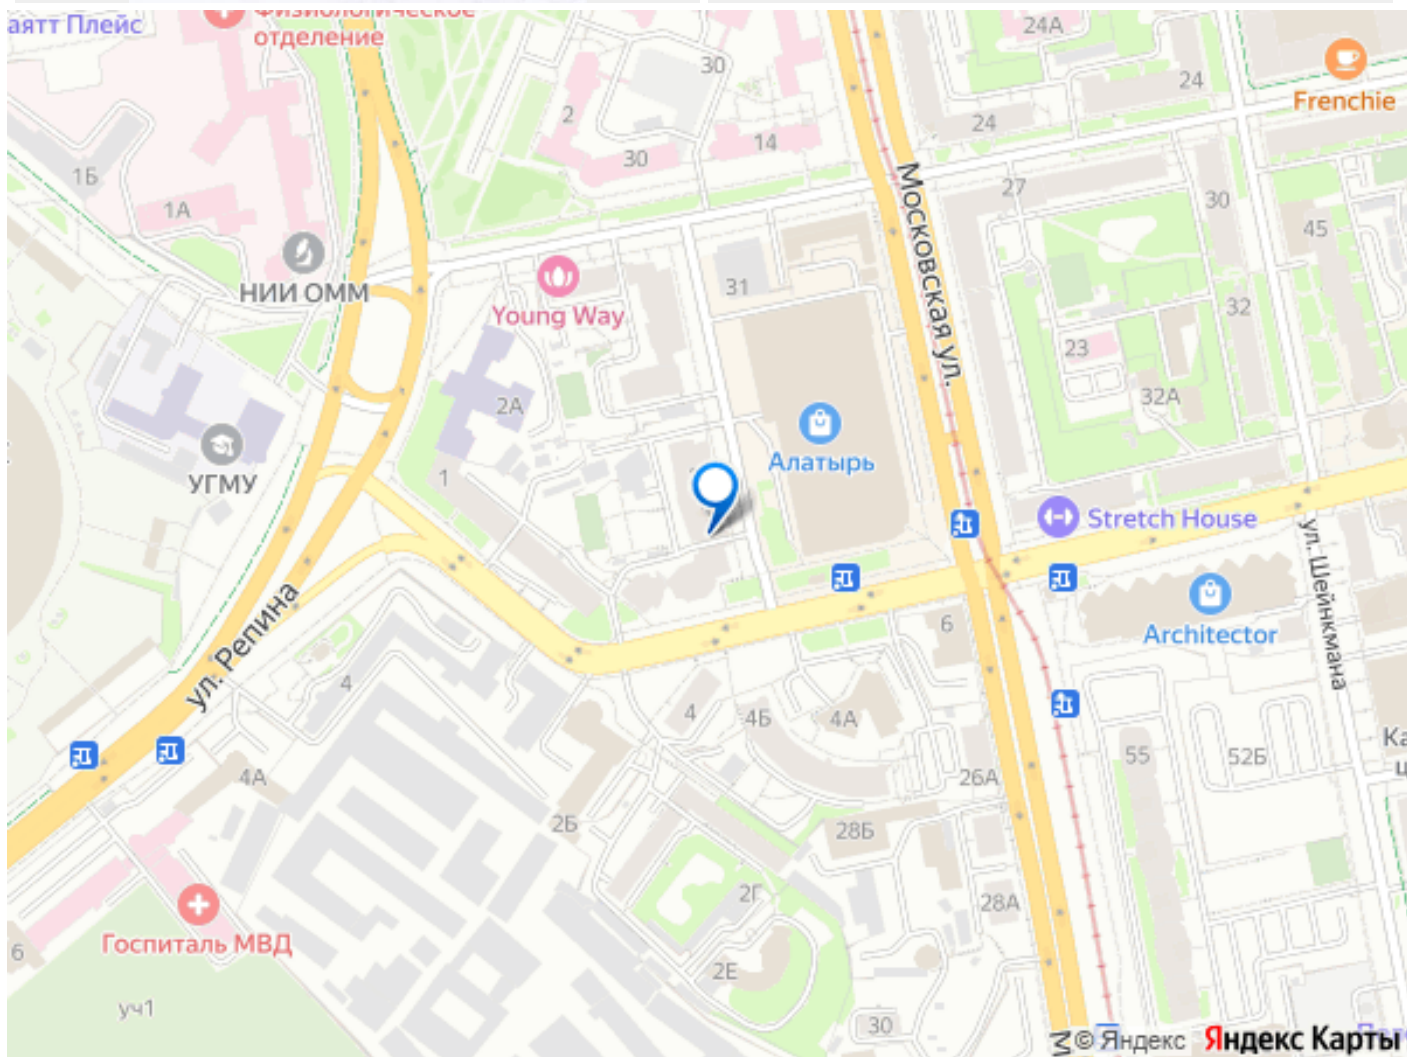 аятт Плейс
Физиологическое
отделение
24А
30
24
Frenchie
2
24
14
30
1Б
27
30
1А
45
НИИ ОММ
31
32
Young Way
Московская ул.
23
32А
2А
Алатырь
УГМУ
1
Stretch House
ул. Шейнкмана
Architector
6
ул. Репина
4
4
4Б
4А
55
52Б
26А
4А
2Б
28Б
2Г
28А
Госпиталь МВД
6
2Е
уч1
30
© Яндекс Яндекс Карты